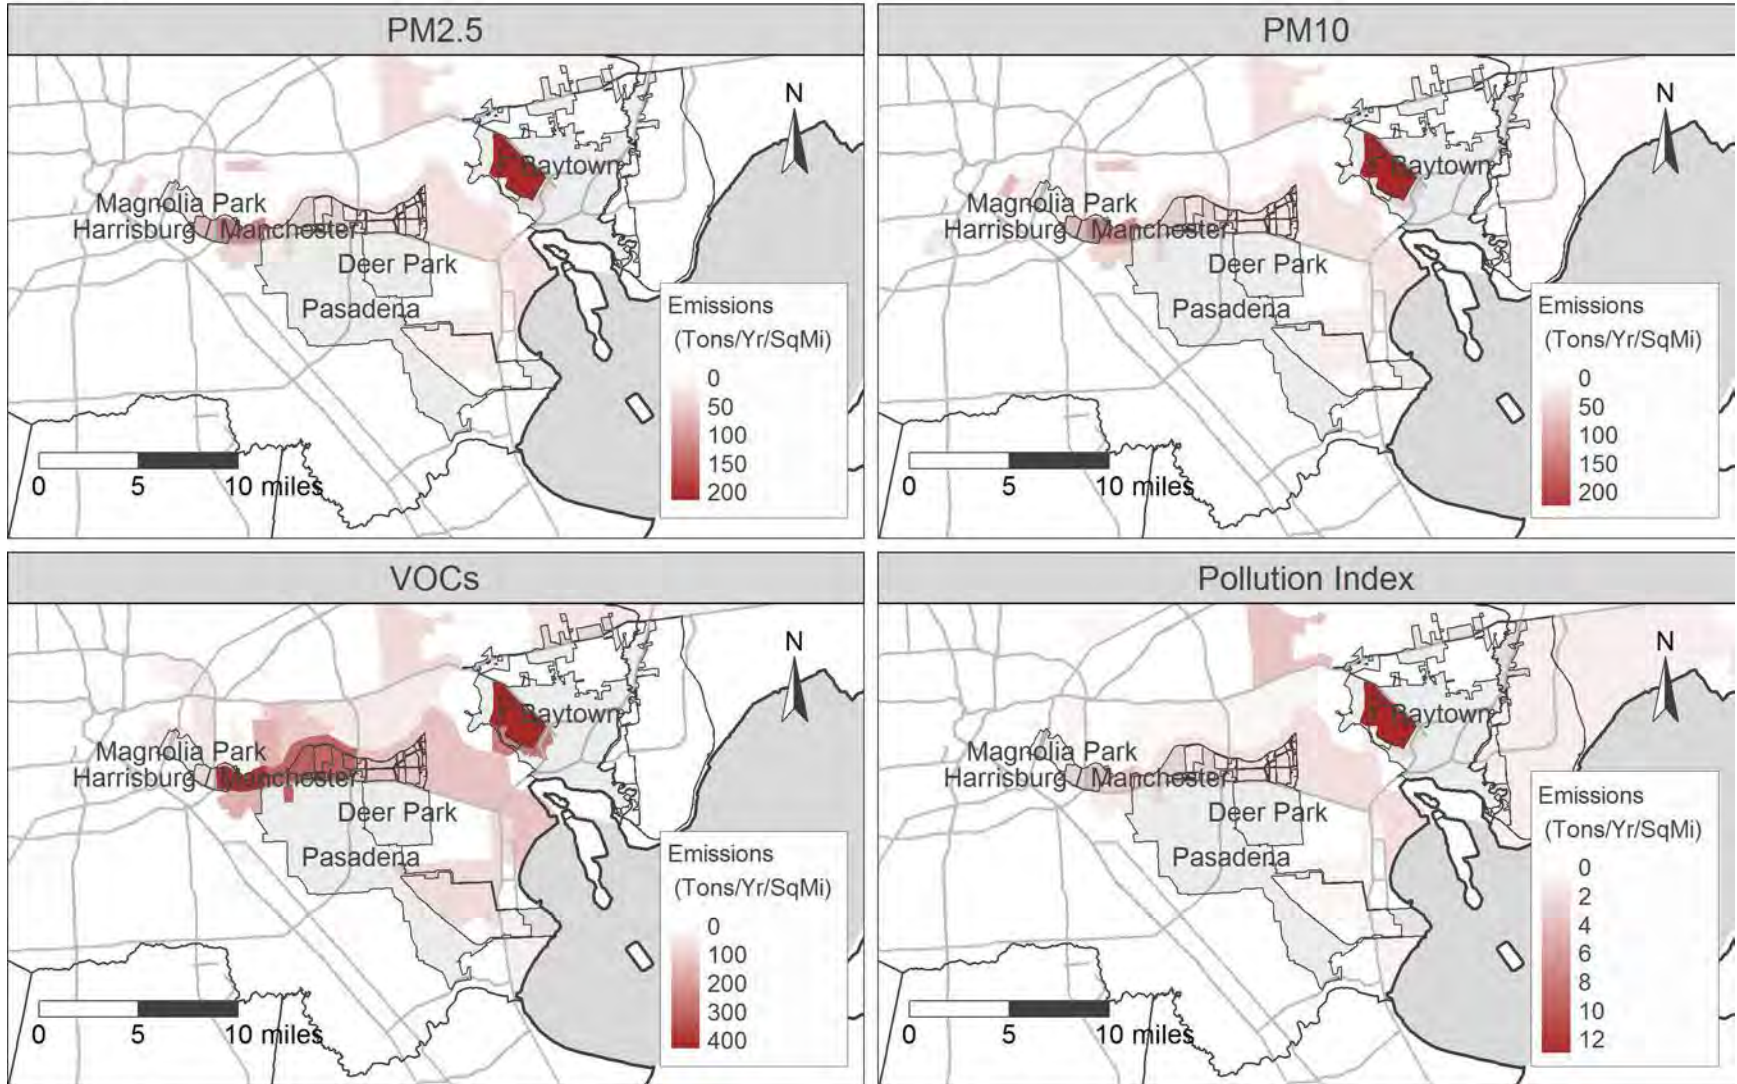 PM2.5
N
Baytown
Magnolia Park
Harrisburg Manchester
Deer Park
Pasadena
Emissions
(Tons/Yr/SqMi)
0
50
100
150
200
0 5 10 miles
PM10
N
Baytown
Magnolia Park
Harrisburg Manchester
Deer Park
Pasadena
Emissions
(Tons/Yr/SqMi)
0
50
100
150
200
0 5 10 miles
VOCs
N
Baytown
Magnolia Park
Harrisburg Manchester
Deer Park
Pasadena
Emissions
(Tons/Yr/SqMi)
0
100
200
300
400
0 5 10 miles
Pollution Index
N
Baytown
Magnolia Park
Harrisburg Manchester
Deer Park
Pasadena
Emissions
(Tons/Yr/SqMi)
0
2
4
6
8
10
12
0 5 10 miles